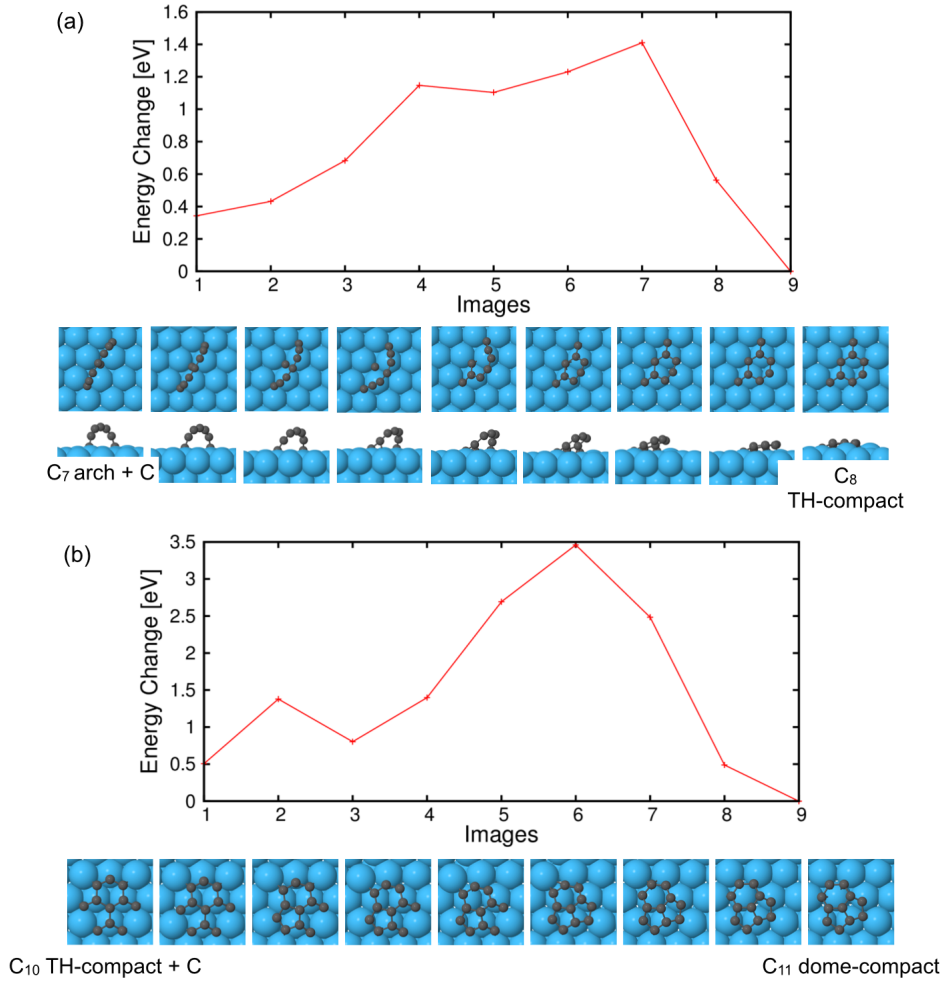 (a)
Energy Change [eV]
1.6
1.4
1.2
1
0.8
0.6
0.4
0.2
0
1 2 3 4 5 6 7 8 9
Images
C₇ arch + C
C₈
TH-compact
(b)
Energy Change [eV]
3.5
3
2.5
2
1.5
1
0.5
0
1 2 3 4 5 6 7 8 9
Images
C₁₀ TH-compact + C
C₁₁ dome-compact